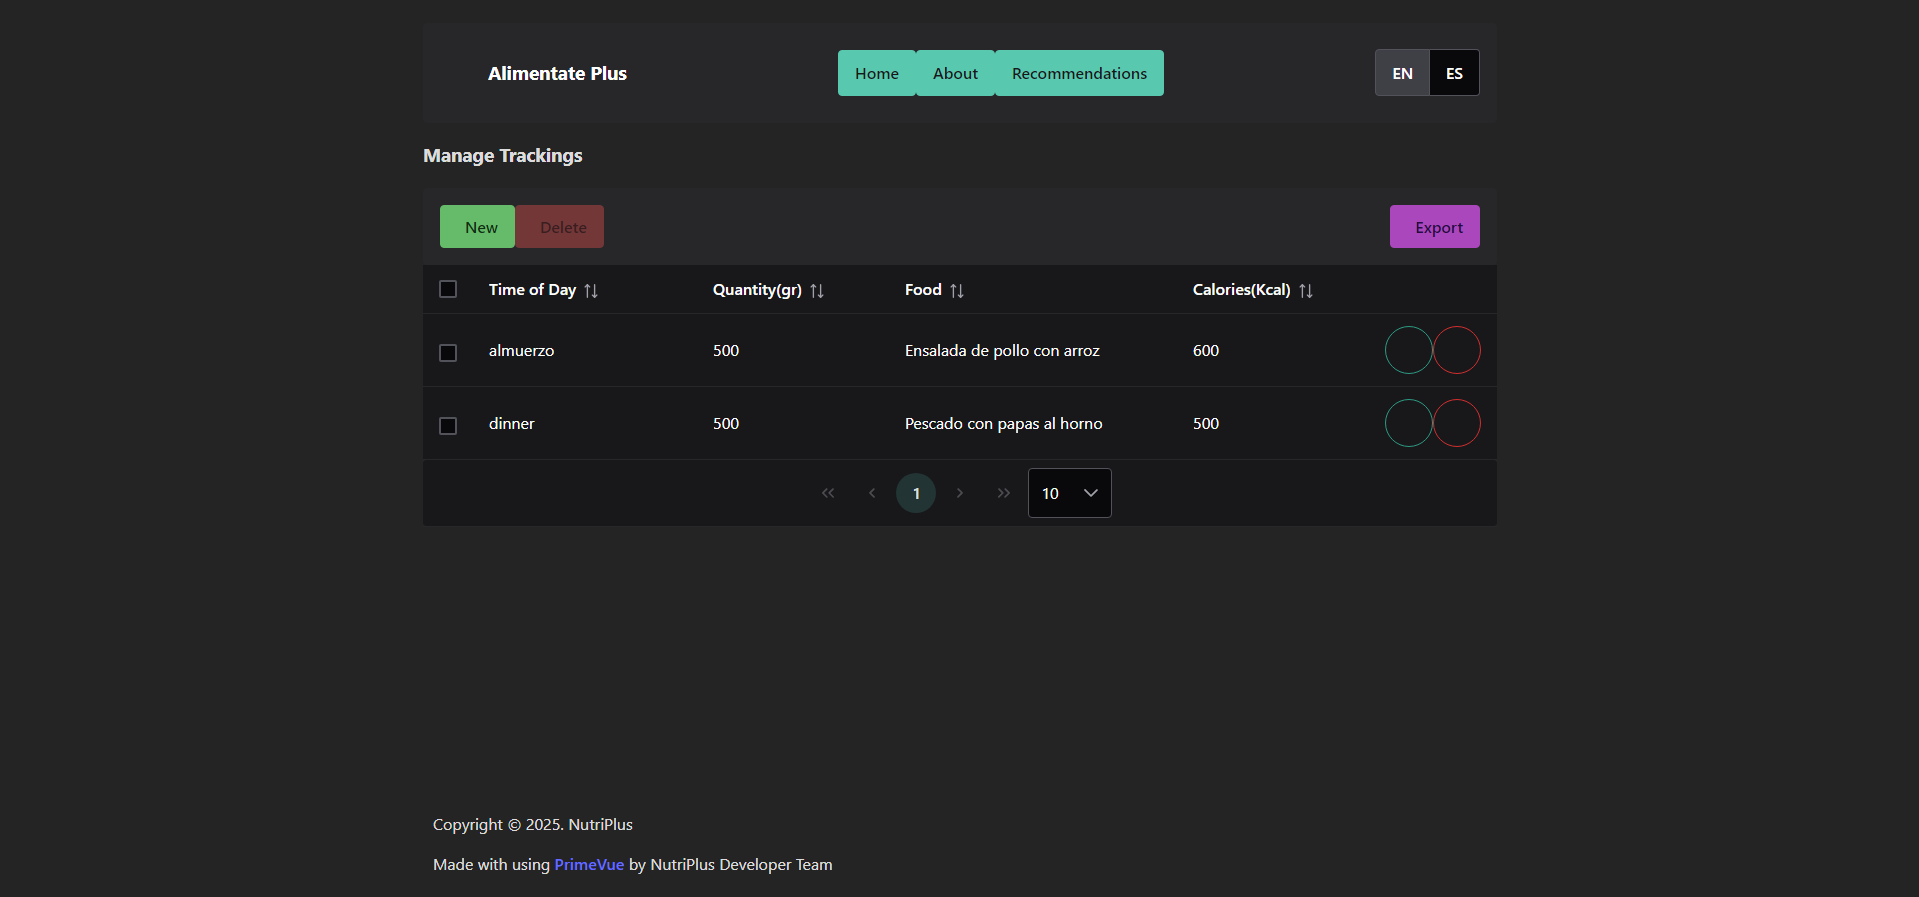 Alimentate Plus Home About Recommendations EN ES
Manage Trackings
New Delete Export
Time of Day Quantity(gr) Food Calories(Kcal)
almuerzo 500 Ensalada de pollo con arroz 600
dinner 500 Pescado con papas al horno 500
1 10
Copyright © 2025. NutriPlus
Made with using PrimeVue by NutriPlus Developer Team